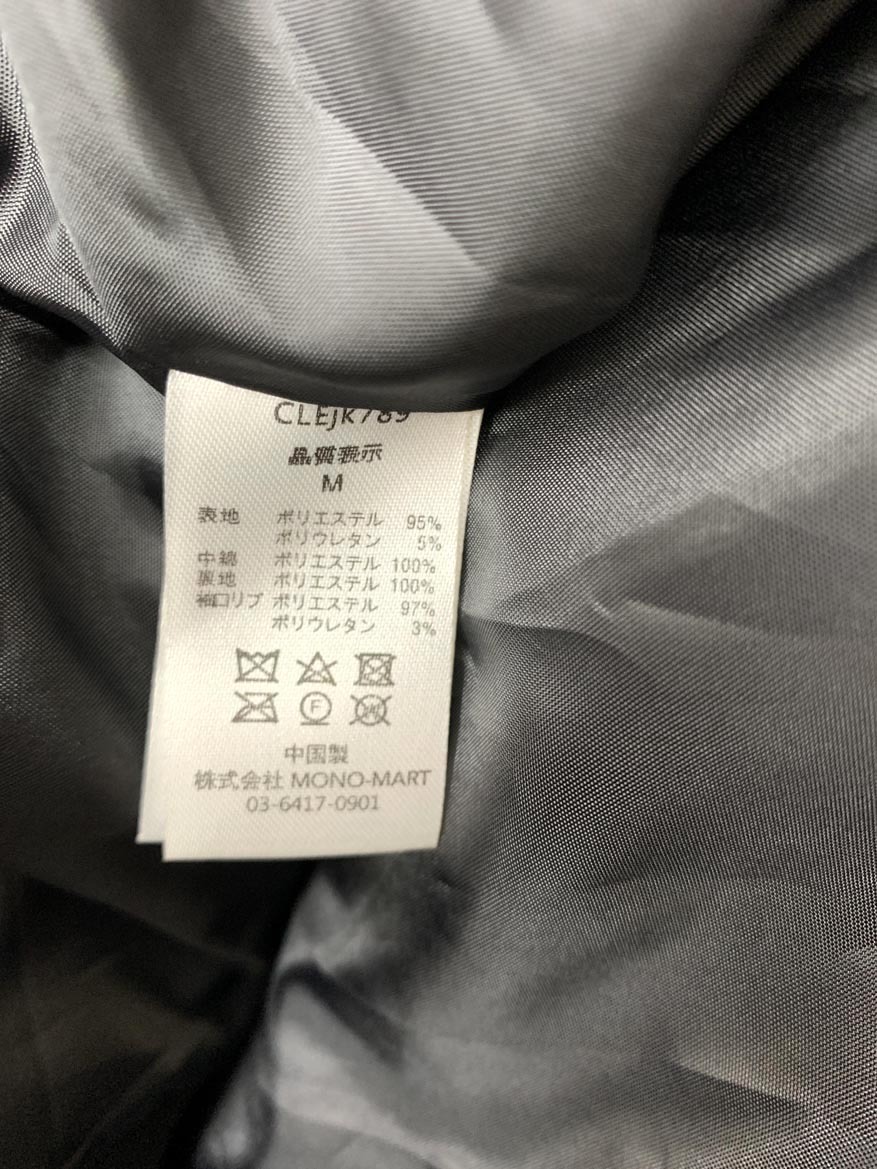 CLEjk789
品質表示
M
表地 ポリエステル 95%
ポリウレタン 5%
中綿 ポリエステル 100%
裏地 ポリエステル 100%
袖口リブ ポリエステル 97%
ポリウレタン 3%
F
W
中国製
株式会社 MONO-MART
03-6417-0901